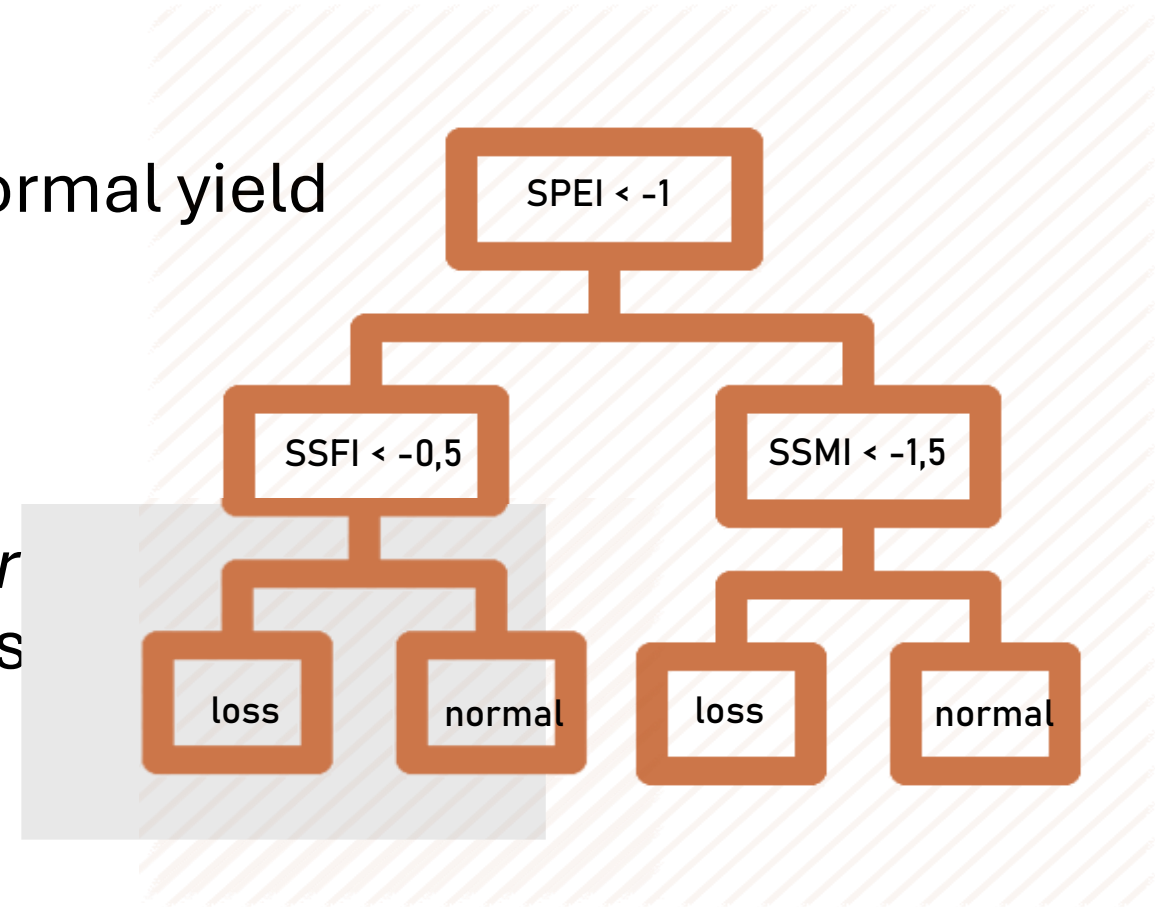 ormal yield
SPEI < -1
SSFI < -0,5
SSMI < -1,5
r
s
loss
normal
loss
normal